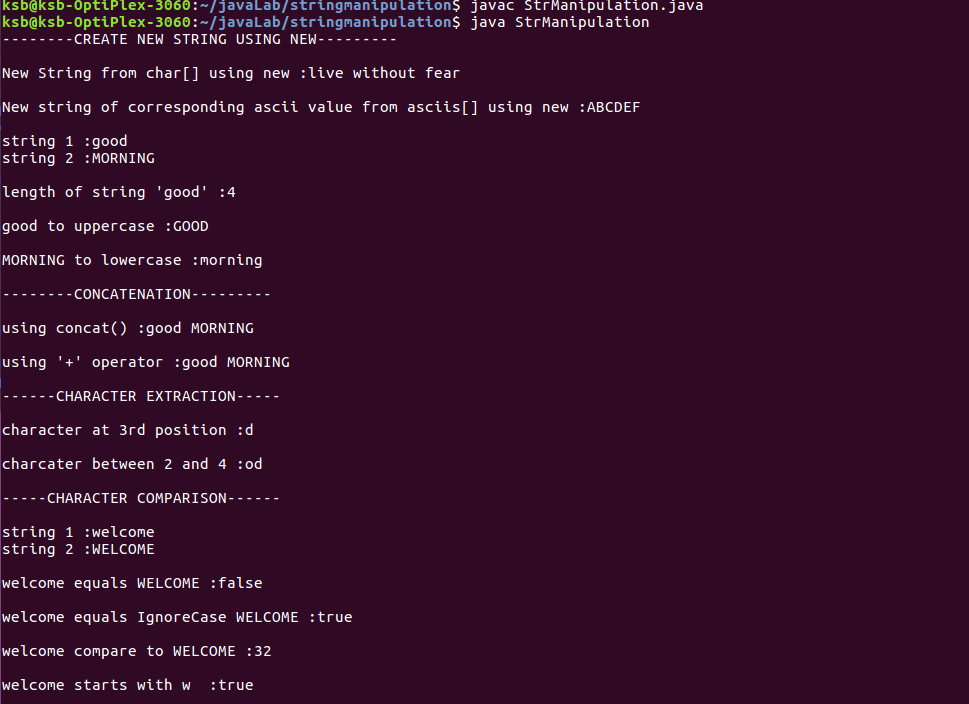 ksb@ksb-OptiPlex-3060:~/javaLab/stringmanipulation$ javac StrManipulation.java
ksb@ksb-OptiPlex-3060:~/javaLab/stringmanipulation$ java StrManipulation
--------CREATE NEW STRING USING NEW---------
New String from char[] using new :live without fear
New string of corresponding ascii value from asciis[] using new :ABCDEF
string 1 :good
string 2 :MORNING
length of string 'good' :4
good to uppercase :GOOD
MORNING to lowercase :morning
--------CONCATENATION---------
using concat() :good MORNING
using '+' operator :good MORNING
------CHARACTER EXTRACTION-----
character at 3rd position :d
charcater between 2 and 4 :od
-----CHARACTER COMPARISON------
string 1 :welcome
string 2 :WELCOME
welcome equals WELCOME :false
welcome equals IgnoreCase WELCOME :true
welcome compare to WELCOME :32
welcome starts with w  :true